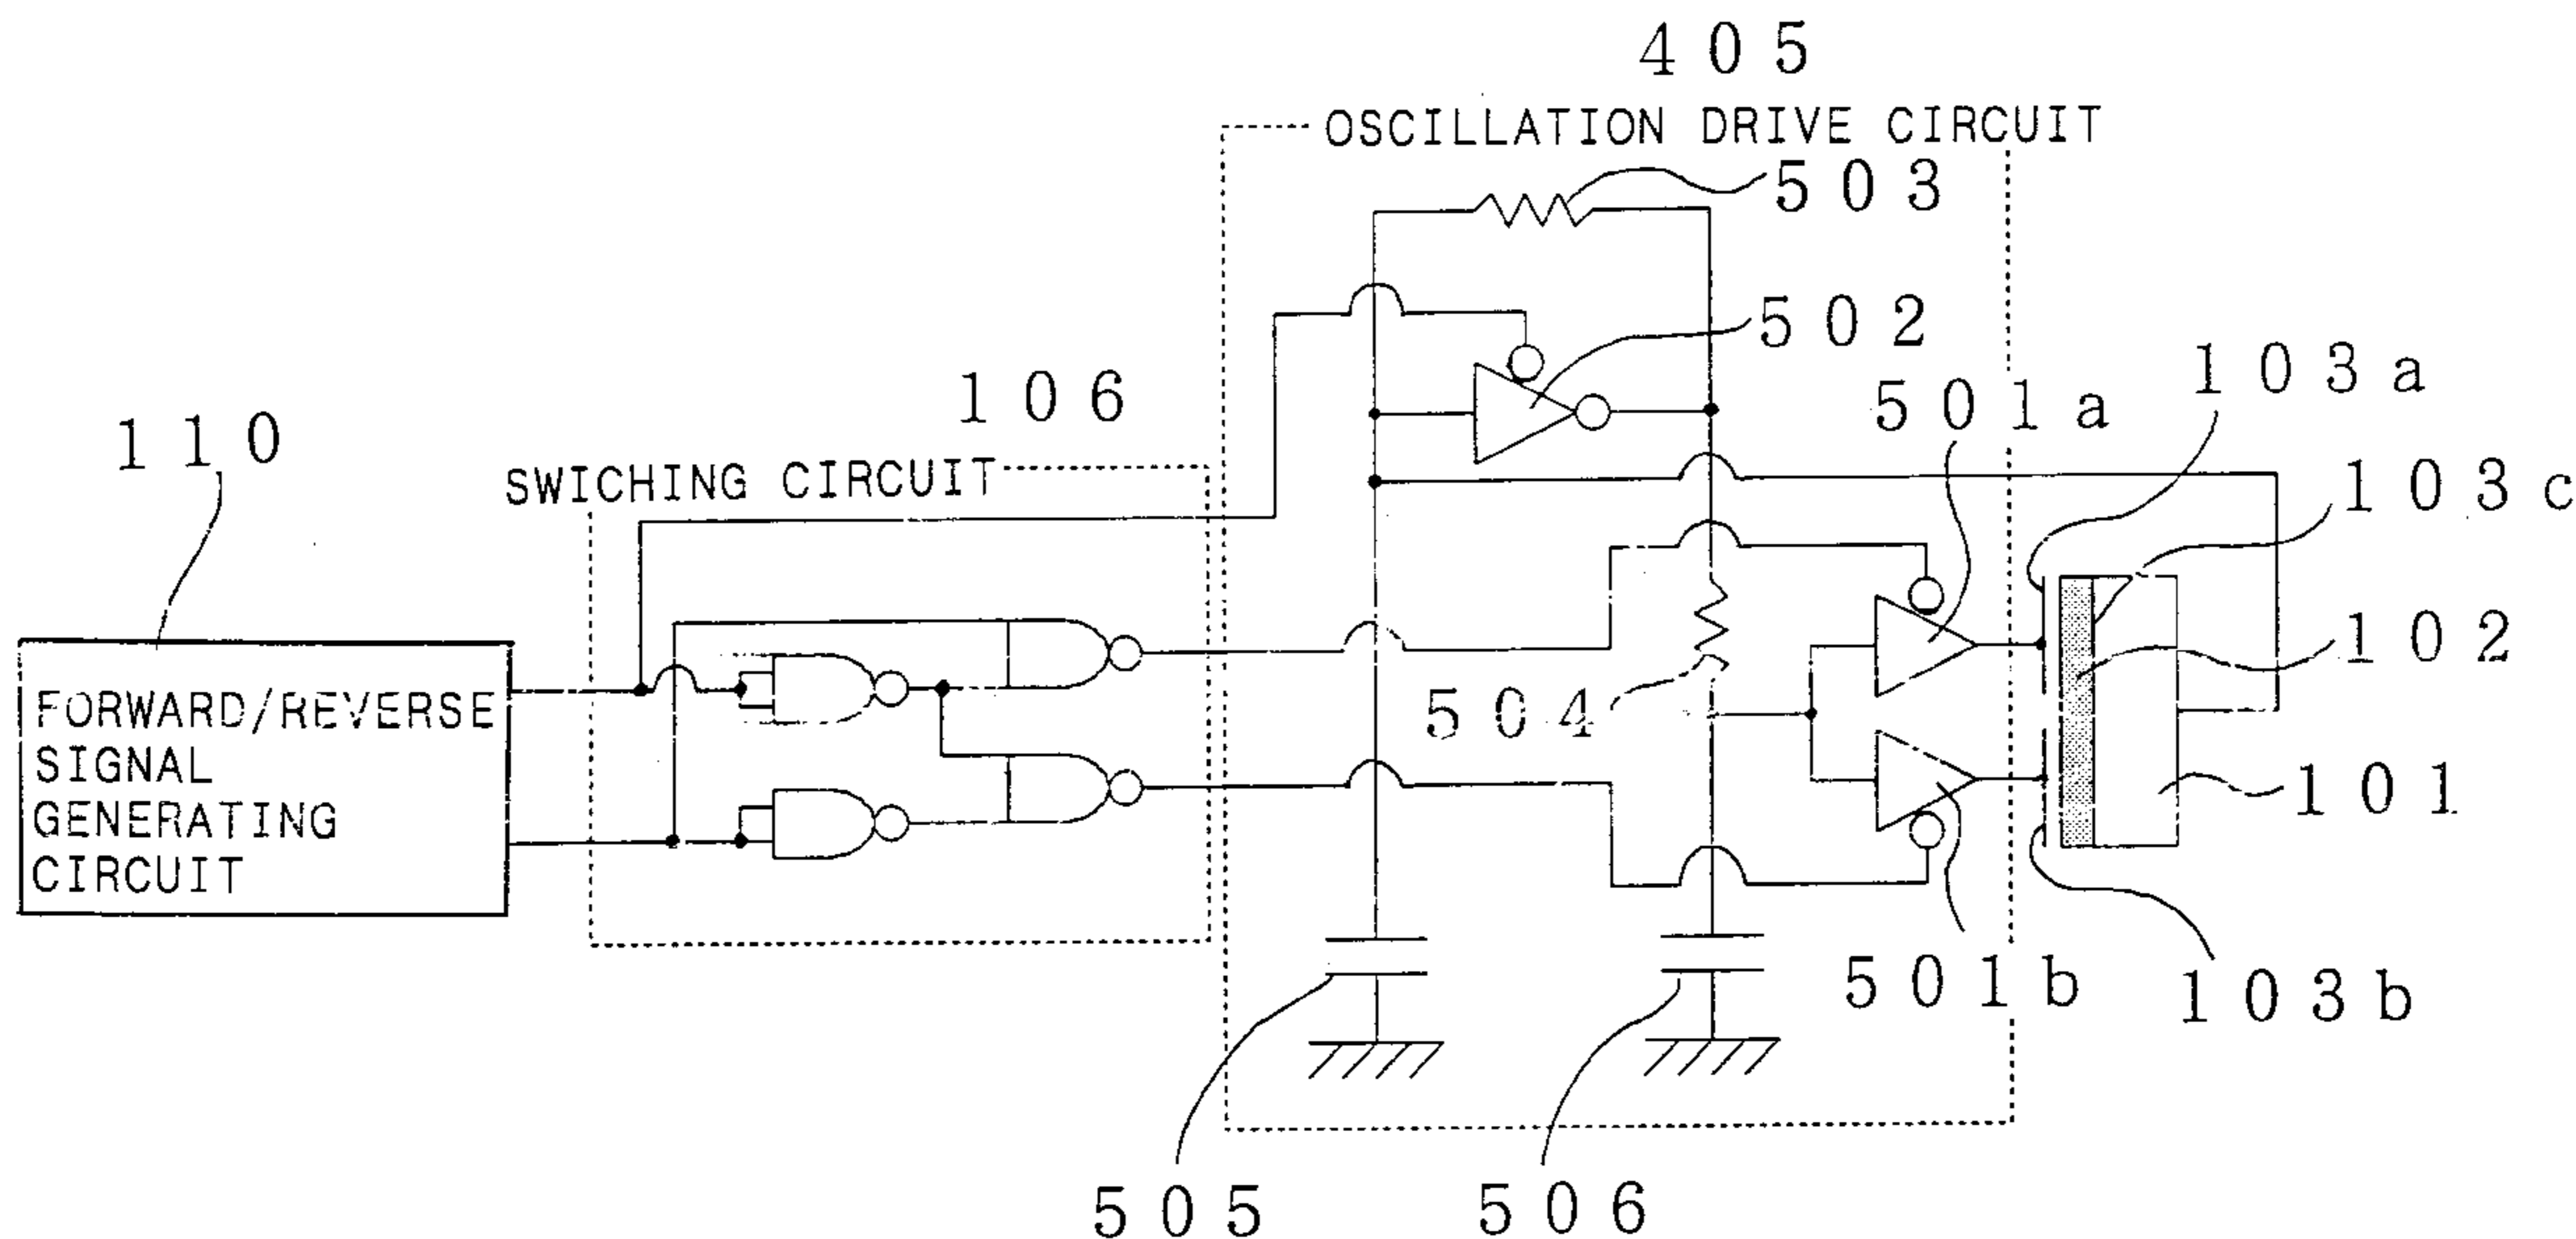 405
OSCILLATION DRIVE CIRCUIT
503
502
106
103a
501a
110
SWICHING CIRCUIT
103c
102
FORWARD/REVERSE
SIGNAL
GENERATING
CIRCUIT
504
101
501b
103b
505
506